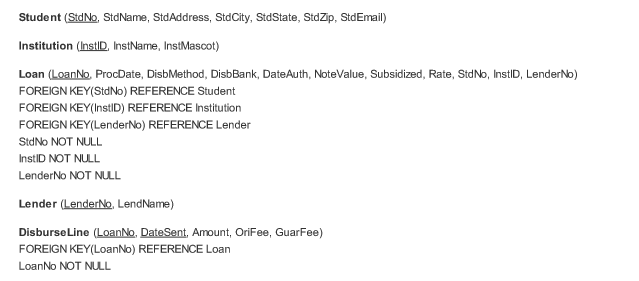 Student (StdNo, StdName, StdAddress, StdCity, StdState, StdZip, StdEmail)
Institution (InstID, InstName, InstMascot)
Loan (LoanNo, ProcDate, DisbMethod, DisbBank, DateAuth, NoteValue, Subsidized, Rate, StdNo, InstID, LenderNo)
FOREIGN KEY(StdNo) REFERENCE Student
FOREIGN KEY(InstID) REFERENCE Institution
FOREIGN KEY(LenderNo) REFERENCE Lender
StdNo NOT NULL
InstID NOT NULL
LenderNo NOT NULL
Lender (LenderNo, LendName)
DisburseLine (LoanNo, DateSent, Amount, OriFee, GuarFee)
FOREIGN KEY(LoanNo) REFERENCE Loan
LoanNo NOT NULL